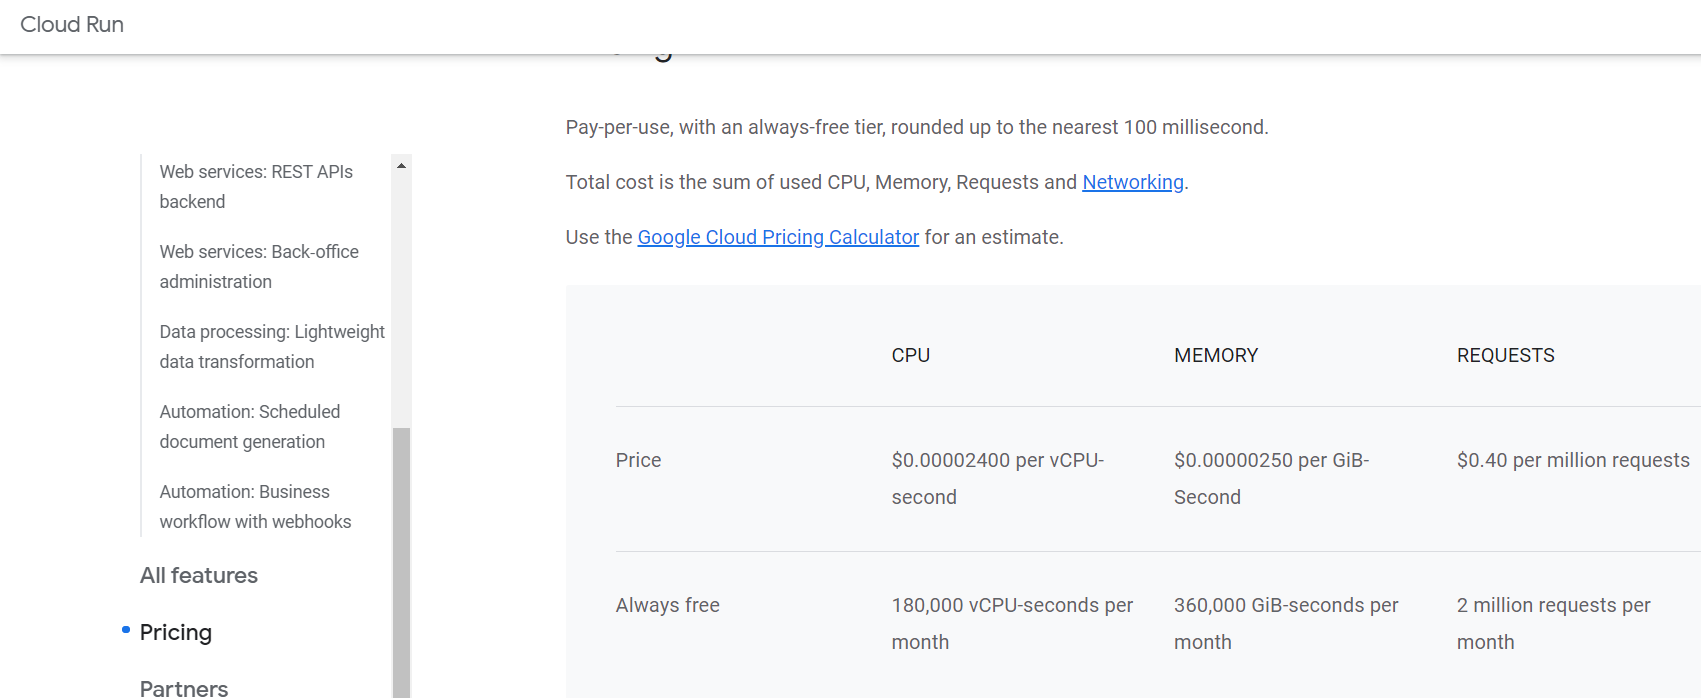 Cloud Run
Pay-per-use, with an always-free tier, rounded up to the nearest 100 millisecond.
Total cost is the sum of used CPU, Memory, Requests and Networking.
Use the Google Cloud Pricing Calculator for an estimate.
Web services: REST APIs
backend
Web services: Back-office
administration
Data processing: Lightweight
data transformation
Automation: Scheduled
document generation
Automation: Business
workflow with webhooks
All features
Pricing
Partners
CPU
MEMORY
REQUESTS
Price
$0.00002400 per vCPU-
second
$0.00000250 per GiB-
Second
$0.40 per million requests
Always free
180,000 vCPU-seconds per
month
360,000 GiB-seconds per
month
2 million requests per
month